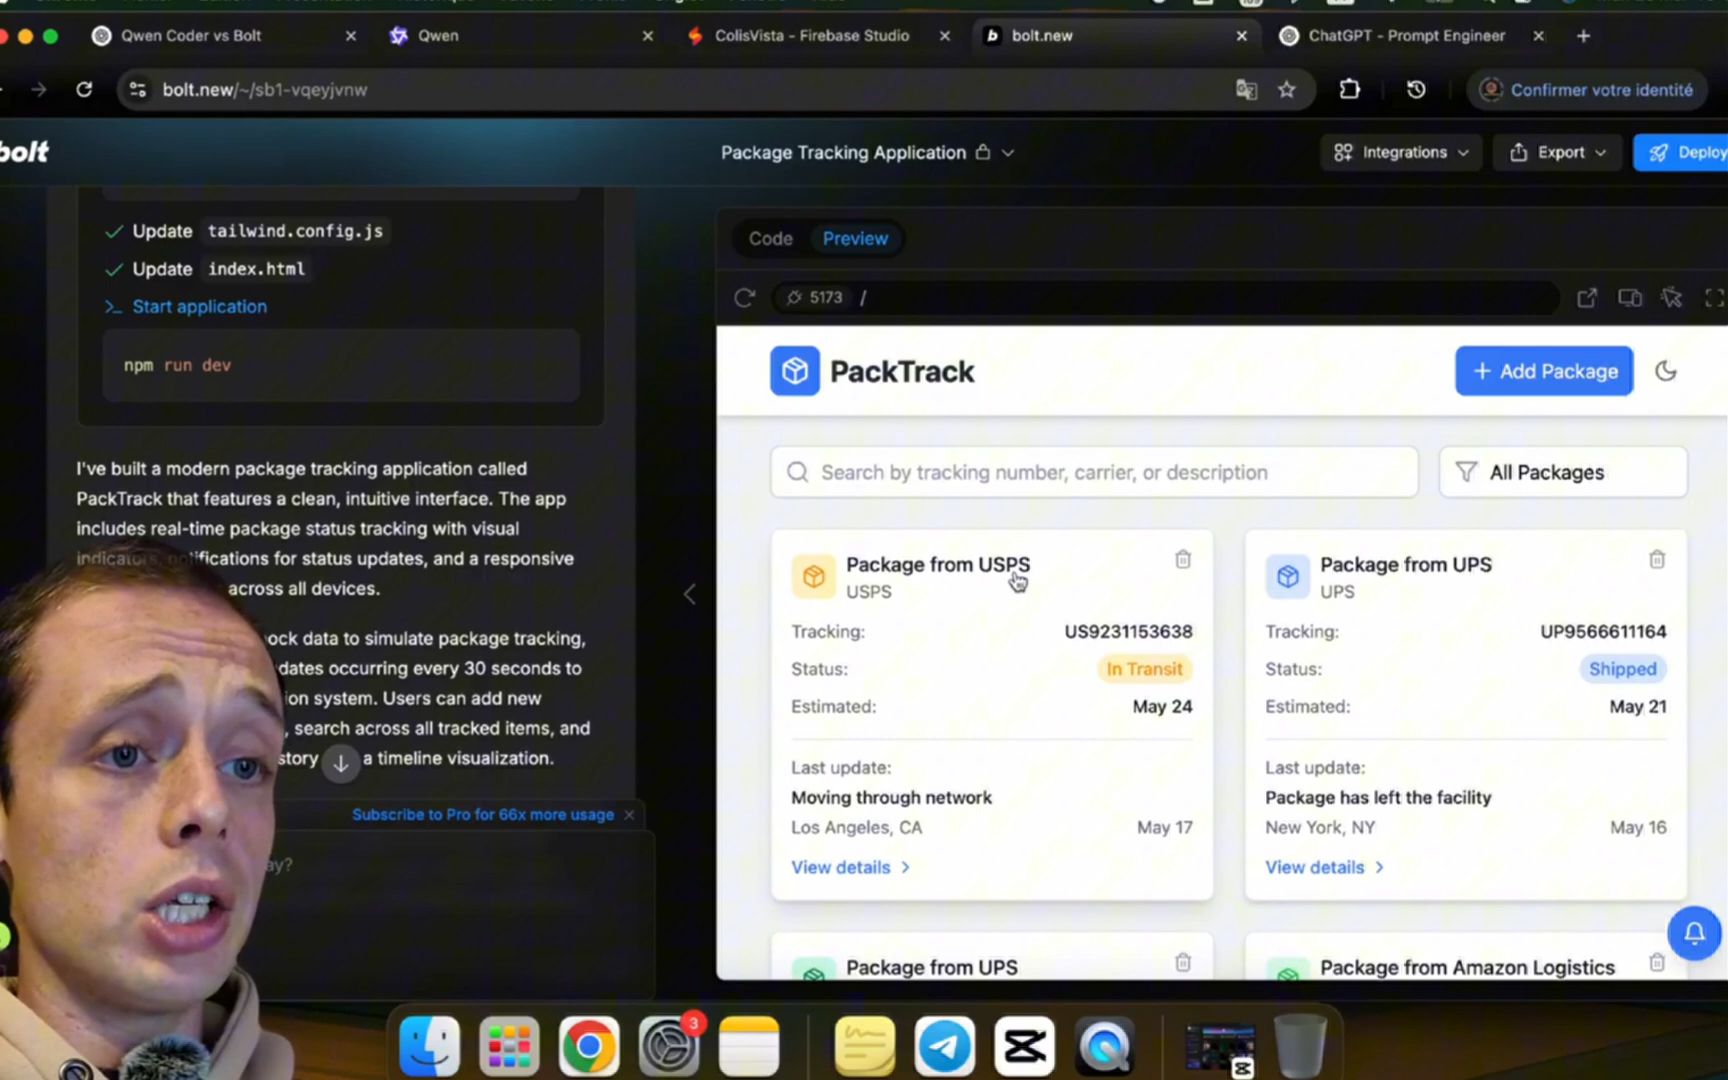 Qwen Coder vs Bolt
Qwen
ColisVista - Firebase Studio
bolt.new
ChatGPT - Prompt Engineer
bolt.new/~/sb1-vqeyjvnw
Confirmer votre identité
bolt
Package Tracking Application
Integrations
Export
Deploy
Update tailwind.config.js
Update index.html
Start application
npm run dev
I've built a modern package tracking application called
PackTrack that features a clean, intuitive interface. The app
includes real-time package status tracking with visual
indicators, notifications for status updates, and a responsive
across all devices.
mock data to simulate package tracking,
updates occurring every 30 seconds to
Users can add new
, search across all tracked items, and
a timeline visualization.
Subscribe to Pro for 66x more usage
Code
Preview
5173
/
PackTrack
+ Add Package
Search by tracking number, carrier, or description
All Packages
Package from USPS
USPS
Tracking:
US9231153638
Status:
In Transit
Estimated:
May 24
Last update:
Moving through network
Los Angeles, CA
May 17
View details
Package from UPS
UPS
Tracking:
UP9566611164
Status:
Shipped
Estimated:
May 21
Last update:
Package has left the facility
New York, NY
May 16
View details
Package from UPS
Package from Amazon Logistics
3